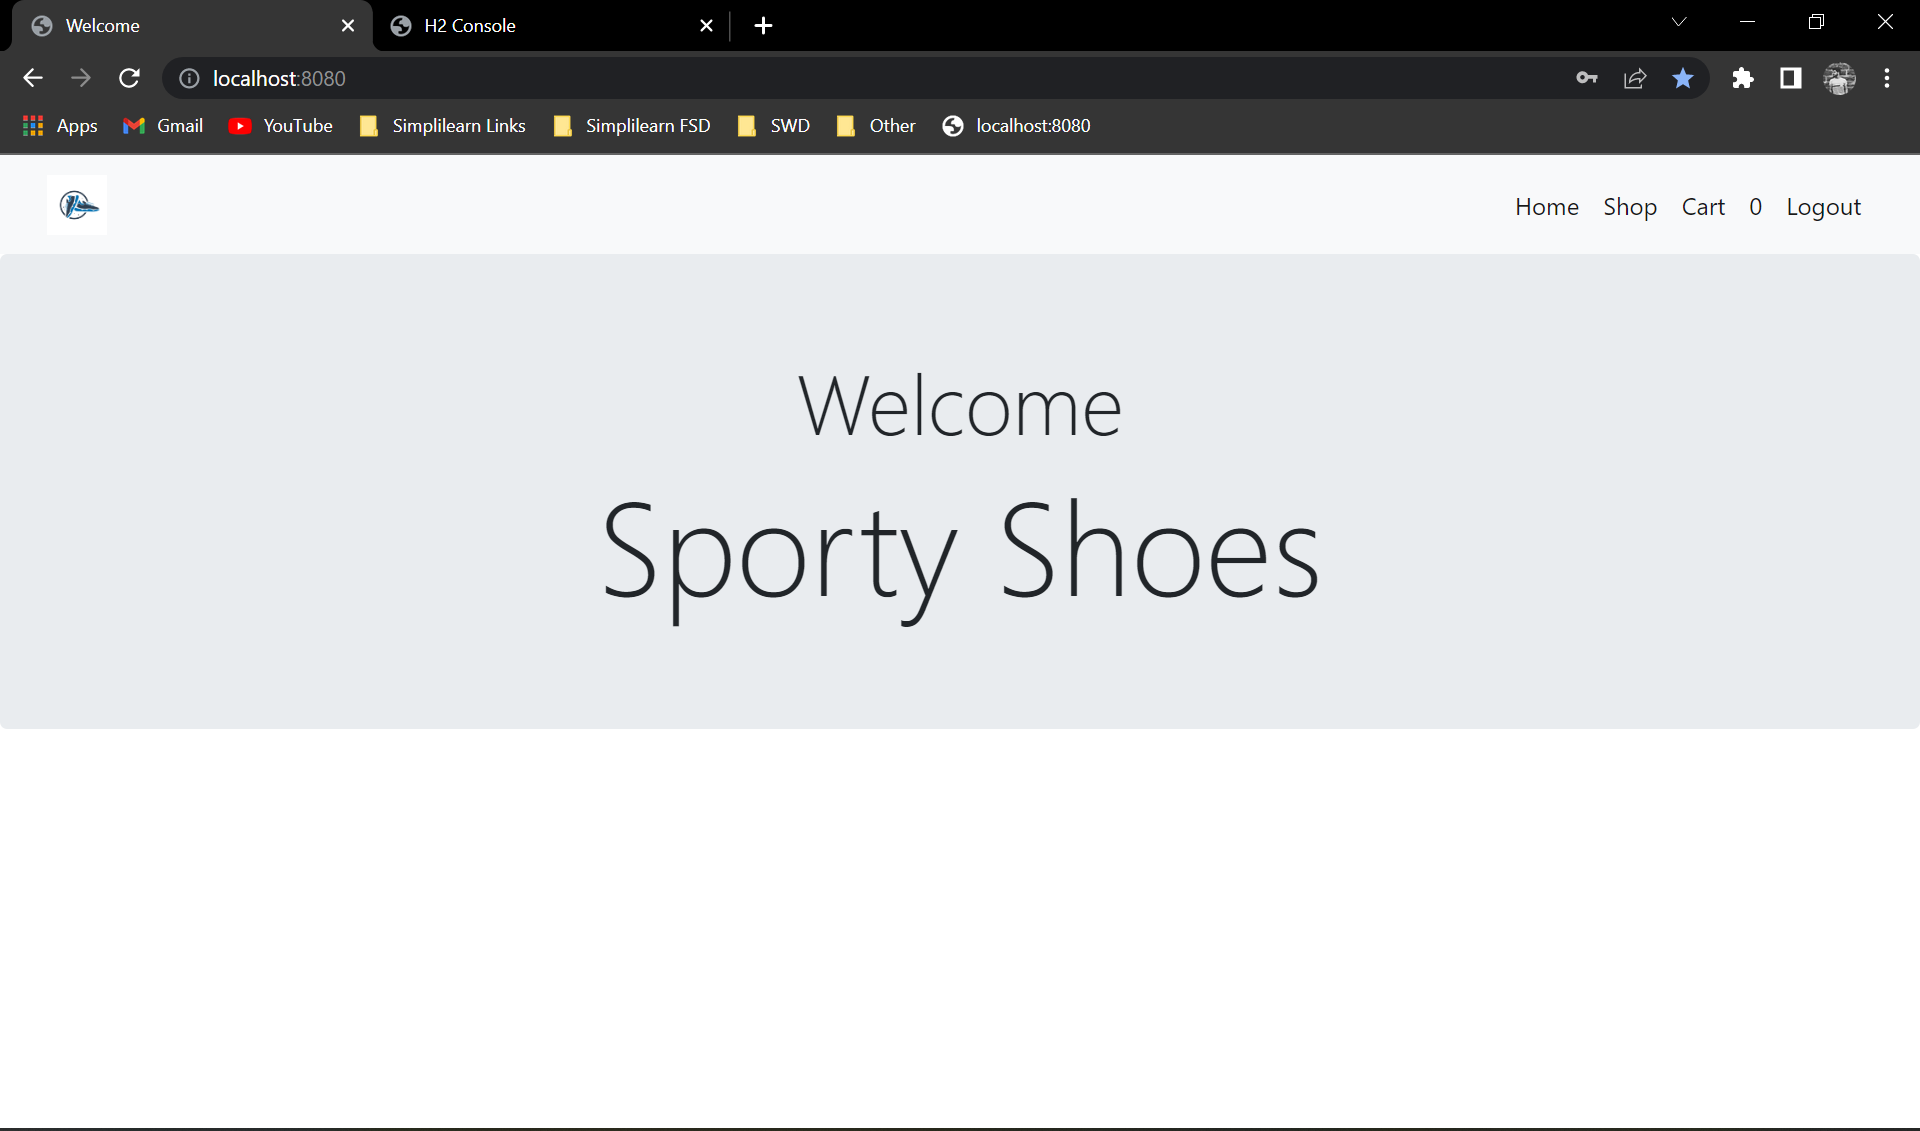 Welcome
H2 Console
localhost:8080
Apps
Gmail
YouTube
Simplilearn Links
Simplilearn FSD
SWD
Other
localhost:8080
Home
Shop
Cart
0
Logout
Welcome
Sporty Shoes